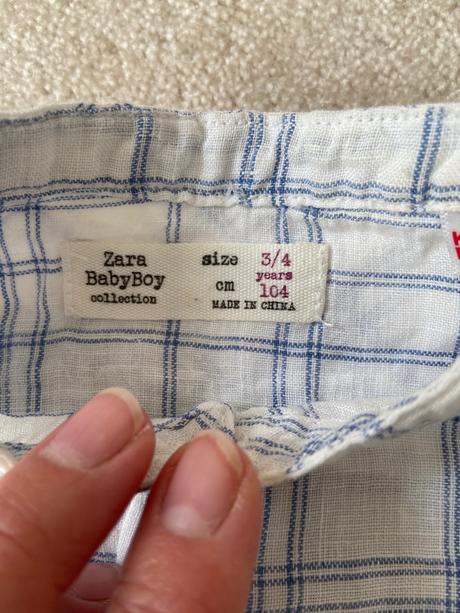 Zara
BabyBoy
collection
size 3/4
years
cm 104
MADE IN CHINA